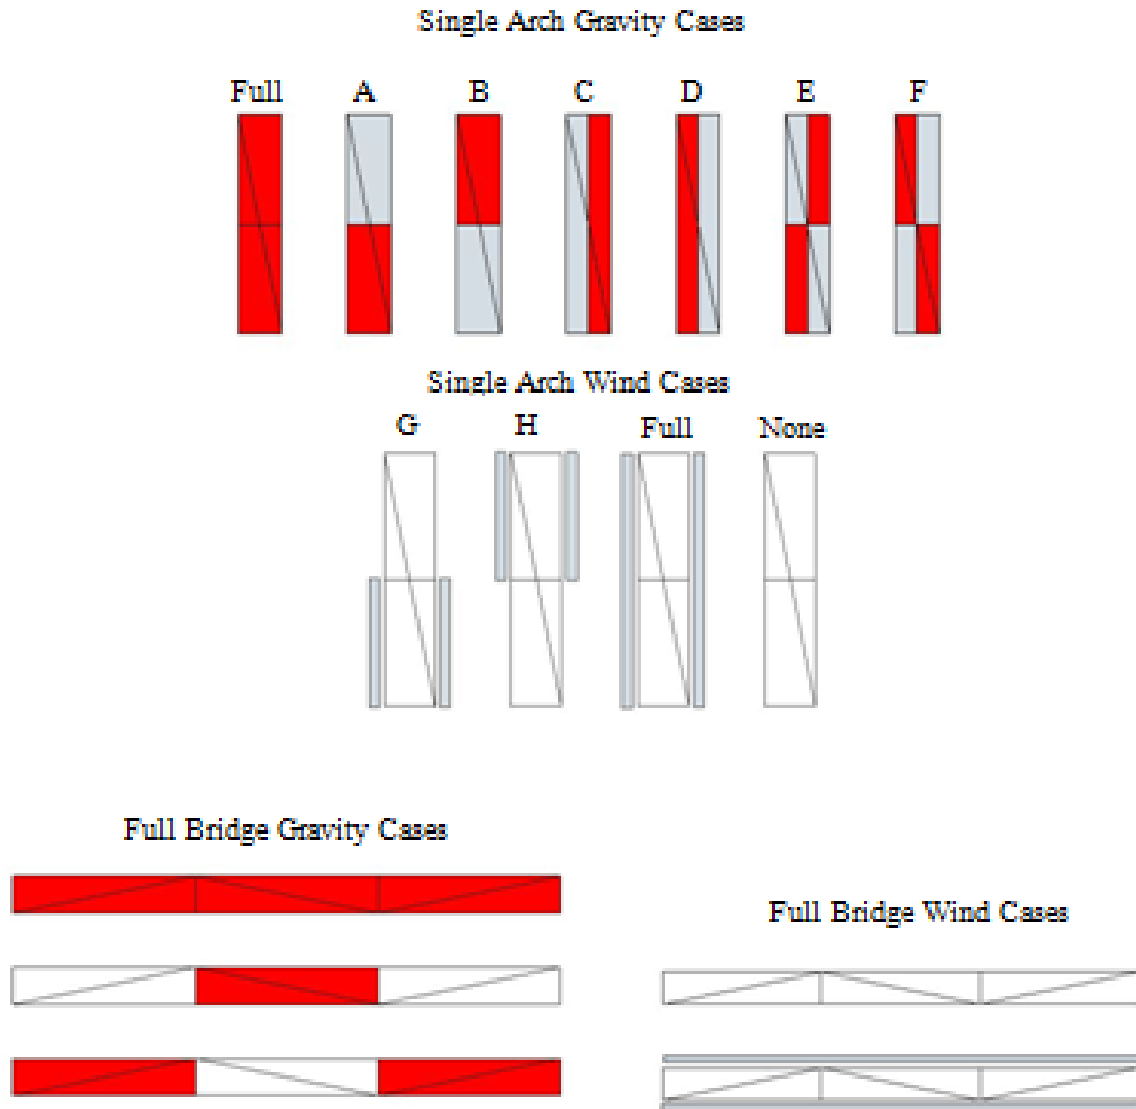 Single Arch Gravity Cases
Full A B C D E F
Single Arch Wind Cases
G H Full None
Full Bridge Gravity Cases
Full Bridge Wind Cases